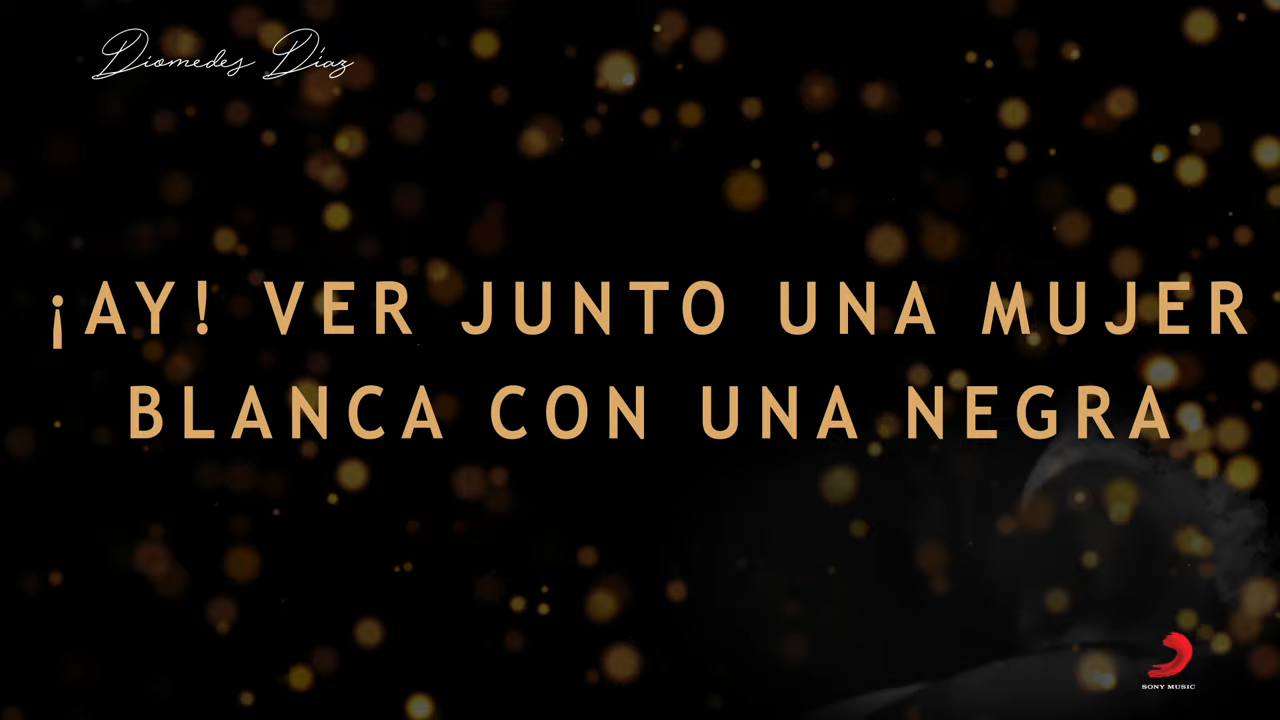 Diomedes Díaz
¡AY! VER JUNTO UNA MUJER
BLANCA CON UNA NEGRA
SONY MUSIC